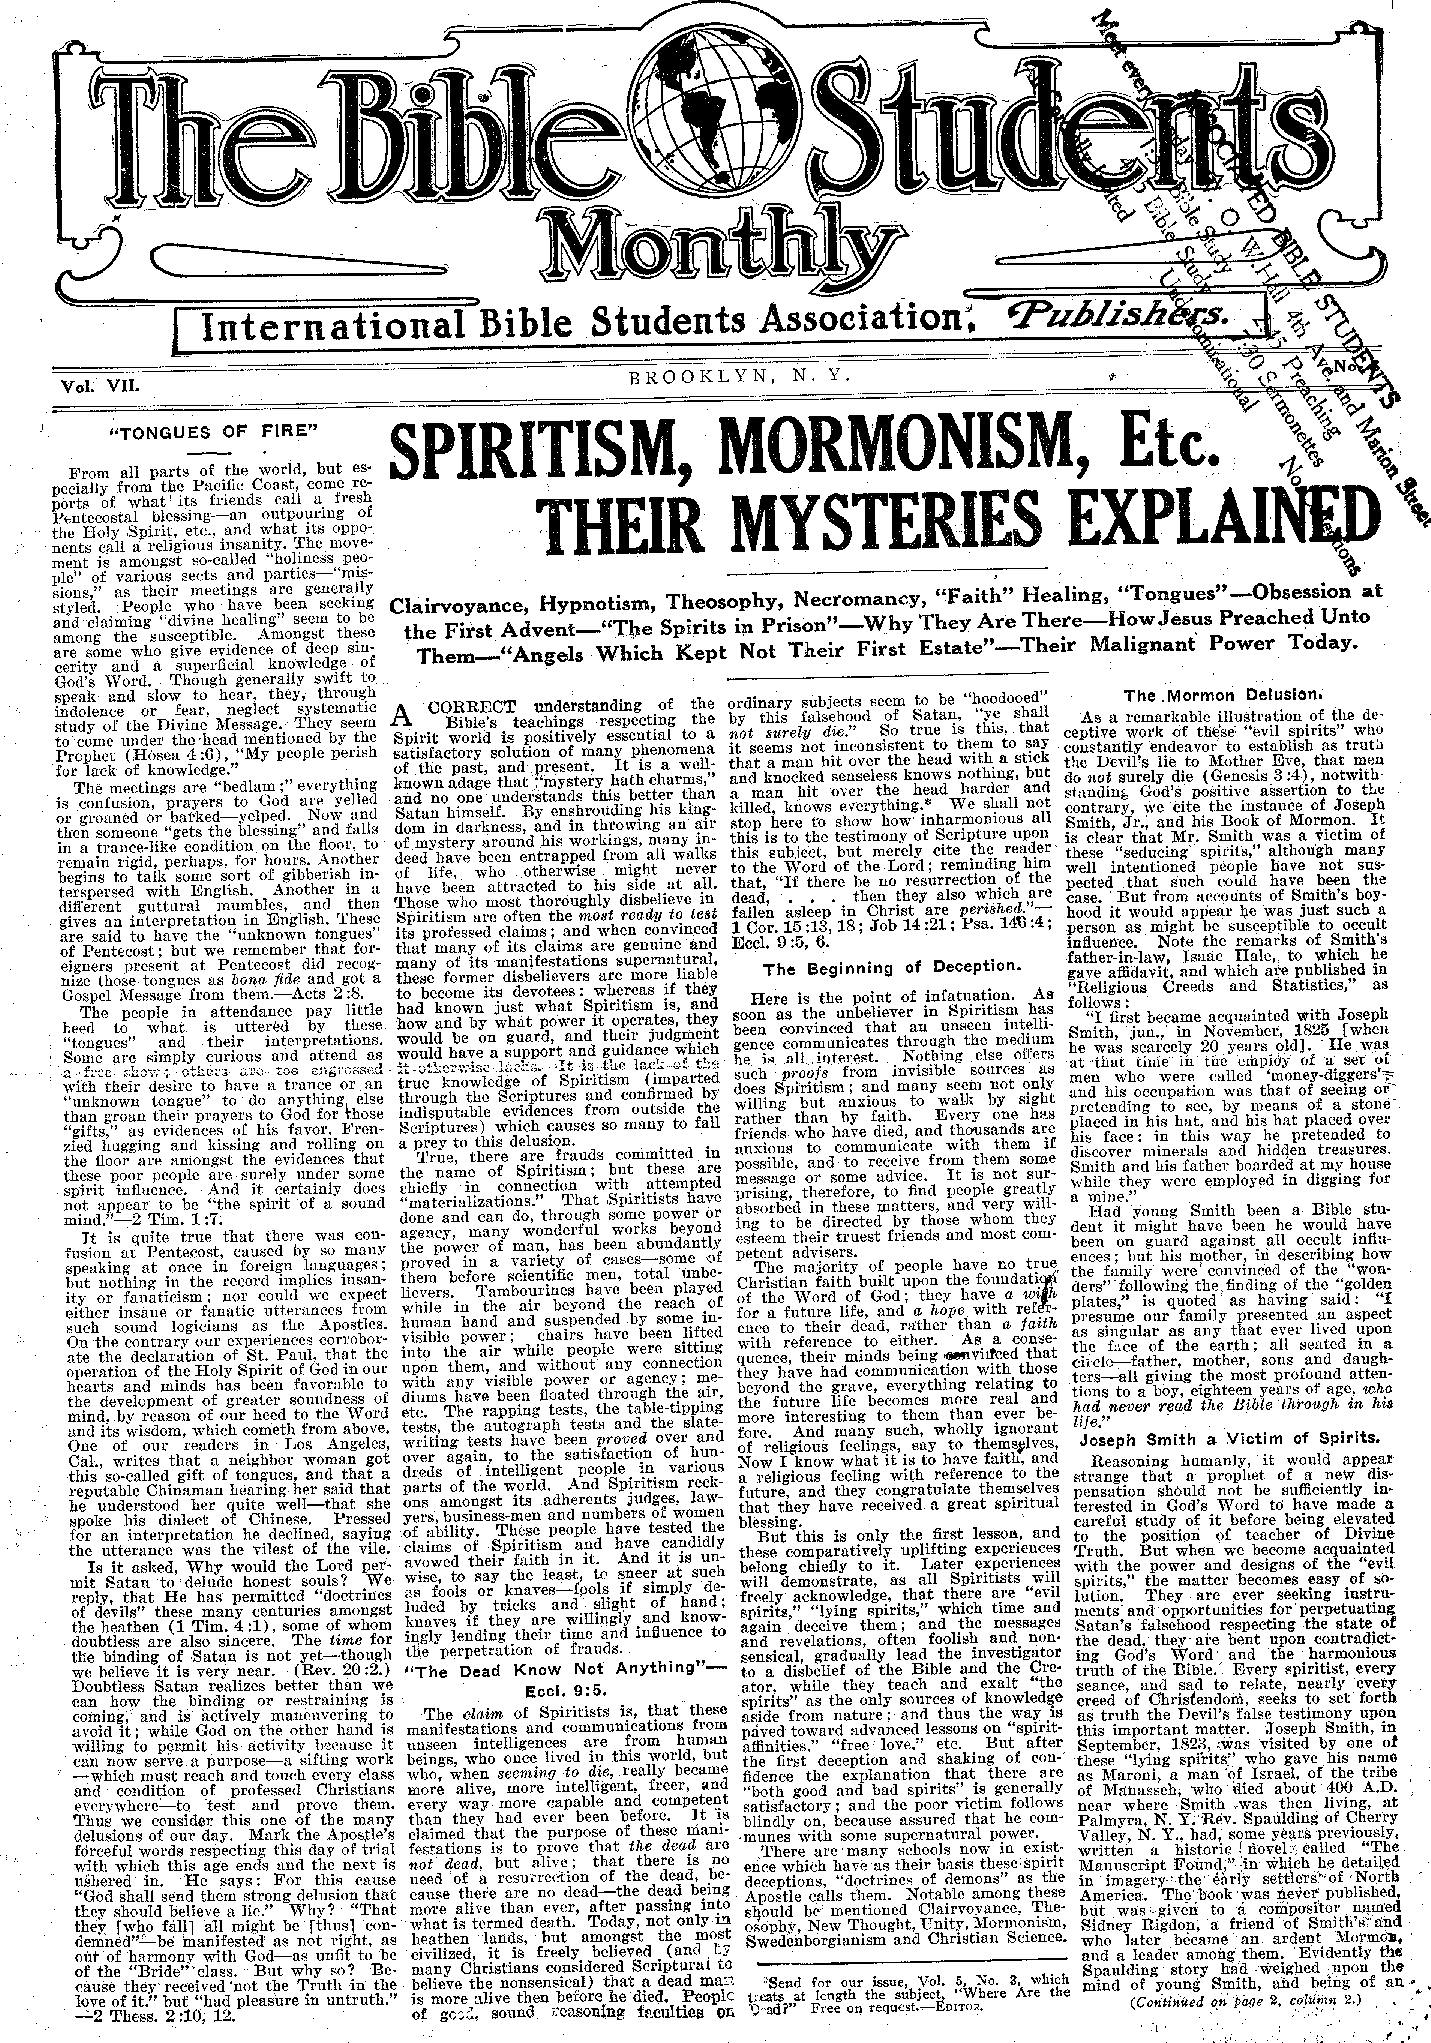 The Bible Students
Monthly
International Bible Students Association, Publishers.
Meet every
ASSOCIATED BIBLE STUDENTS
I. O. O. F. W. Hall 4th Ave. and Marion Street
Bible Study 2:45 Preaching
4:45 Bible Study 7:30 Sermonettes
Undenominational
Vol. VII.
BROOKLYN, N. Y.
No.
"TONGUES OF FIRE"
From all parts of the world, but es-
pecially from the Pacific Coast, come re-
ports of what its friends call a fresh
Pentecostal blessing—an outpouring of
the Holy Spirit, etc., and what its oppo-
nents call a religious insanity. The move-
ment is amongst so-called "holiness peo-
ple" of various sects and parties—"mis-
sions," as their meetings are generally
styled. People who have been seeking
and claiming "divine healing" seem to be
among the susceptible. Amongst these
are some who give evidence of deep sin-
cerity and a superficial knowledge of
God's Word. Though generally swift to
speak and slow to hear, they, through
indolence or fear, neglect systematic
study of the Divine Message. They seem
to come under the head mentioned by the
Prophet (Hosea 4:6), "My people perish
for lack of knowledge."
The meetings are "bedlam;" everything
is confusion, prayers to God are yelled
or groaned or barked—yelped. Now and
then someone "gets the blessing" and falls
in a trance-like condition on the floor, to
remain rigid, perhaps, for hours. Another
begins to talk some sort of gibberish in-
terspersed with English. Another in a
different guttural mumbles, and then
gives an interpretation in English. These
are said to have the "unknown tongues"
of Pentecost; but we remember that for-
eigners present at Pentecost did recog-
nize those tongues as bona fide and got a
Gospel Message from them.—Acts 2:8.
The people in attendance pay little
heed to what is uttered by these
"tongues" and their interpretations.
Some are simply curious and attend as
a free show; others are too engrossed
with their desire to have a trance or an
"unknown tongue" to do anything else
than groan their prayers to God for those
"gifts," as evidences of his favor. Fren-
zied hugging and kissing and rolling on
the floor are amongst the evidences that
these poor people are surely under some
spirit influence. And it certainly does
not appear to be "the spirit of a sound
mind."—2 Tim. 1:7.
It is quite true that there was con-
fusion at Pentecost, caused by so many
speaking at once in foreign languages;
but nothing in the record implies insan-
ity or fanaticism; nor could we expect
either insane or fanatic utterances from
such sound logicians as the Apostles.
On the contrary our experiences corrobor-
ate the declaration of St. Paul, that the
operation of the Holy Spirit of God in our
hearts and minds has been favorable to
the development of greater soundness of
mind, by reason of our heed to the Word
and its wisdom, which cometh from above.
One of our readers in Los Angeles,
Cal., writes that a neighbor woman got
this so-called gift of tongues, and that a
reputable Chinaman hearing her said that
he understood her quite well—that she
spoke his dialect of Chinese. Pressed
for an interpretation he declined, saying
the utterance was the vilest of the vile.
Is it asked, Why would the Lord per-
mit Satan to delude honest souls? We
reply, that He has permitted "doctrines
of devils" these many centuries amongst
the heathen (1 Tim. 4:1), some of whom
doubtless are also sincere. The time for
the binding of Satan is not yet—though
we believe it is very near. (Rev. 20:2.)
Doubtless Satan realizes better than we
can how the binding or restraining is
coming, and is actively maneuvering to
avoid it; while God on the other hand is
willing to permit his activity because it
can now serve a purpose—a sifting work
—which must reach and touch every class
and condition of professed Christians
everywhere—to test and prove them.
Thus we consider this one of the many
delusions of our day. Mark the Apostle's
forceful words respecting this day of trial
with which this age ends and the next is
ushered in. He says: For this cause
"God shall send them strong delusion that
they should believe a lie." Why? "That
they [who fall] all might be [thus] con-
demned"—be manifested as not right, as
out of harmony with God—as unfit to be
of the "Bride" class. But why so? Be-
cause they received not the Truth in the
love of it." but "had pleasure in untruth."
—2 Thess. 2:10, 12.
SPIRITISM, MORMONISM, Etc.
THEIR MYSTERIES EXPLAINED
Clairvoyance, Hypnotism, Theosophy, Necromancy, "Faith" Healing, "Tongues"—Obsession at
the First Advent—"The Spirits in Prison"—Why They Are There—How Jesus Preached Unto
Them—"Angels Which Kept Not Their First Estate"—Their Malignant Power Today.
A CORRECT understanding of the
Bible's teachings respecting the
Spirit world is positively essential to a
satisfactory solution of many phenomena
of the past, and present. It is a well-
known adage that "mystery hath charms,"
and no one understands this better than
Satan himself. By enshrouding his king-
dom in darkness, and in throwing an air
of mystery around his workings, many in-
deed have been entrapped from all walks
of life, who otherwise might never
have been attracted to his side at all.
Those who most thoroughly disbelieve in
Spiritism are often the most ready to test
its professed claims; and when convinced
that many of its claims are genuine and
many of its manifestations supernatural,
these former disbelievers are more liable
to become its devotees: whereas if they
had known just what Spiritism is, and
how and by what power it operates, they
would be on guard, and their judgment
would have a support and guidance which
it otherwise lacks. It is the lack of the
true knowledge of Spiritism (imparted
through the Scriptures and confirmed by
indisputable evidences from outside the
Scriptures) which causes so many to fall
a prey to this delusion.
True, there are frauds committed in
the name of Spiritism; but these are
chiefly in connection with attempted
"materializations." That Spiritists have
done and can do, through some power or
agency, many wonderful works beyond
the power of man, has been abundantly
proved in a variety of cases—some of
them before scientific men, total unbe-
lievers. Tambourines have been played
while in the air beyond the reach of
human hand and suspended by some in-
visible power; chairs have been lifted
into the air while people were sitting
upon them, and without any connection
with any visible power or agency; me-
diums have been floated through the air,
etc. The rapping tests, the table-tipping
tests, the autograph tests and the slate-
writing tests have been proved over and
over again, to the satisfaction of hun-
dreds of intelligent people in various
parts of the world. And Spiritism reck-
ons amongst its adherents judges, law-
yers, business-men and numbers of women
of ability. These people have tested the
claims of Spiritism and have candidly
avowed their faith in it. And it is un-
wise, to say the least, to sneer at such
as fools or knaves—fools if simply de-
luded by tricks and slight of hand;
knaves if they are willingly and know-
ingly lending their time and influence to
the perpetration of frauds.
"The Dead Know Not Anything"—
Eccl. 9:5.
The claim of Spiritists is, that these
manifestations and communications from
unseen intelligences are from human
beings, who once lived in this world, but
who, when seeming to die, really became
more alive, more intelligent, freer, and
every way more capable and competent
than they had ever been before. It is
claimed that the purpose of these mani-
festations is to prove that the dead are
not dead, but alive; that there is no
need of a resurrection of the dead, be-
cause there are no dead—the dead being
more alive than ever, after passing into
what is termed death. Today, not only in
heathen lands, but amongst the most
civilized, it is freely believed (and by
many Christians considered Scriptural to
believe the nonsensical) that a dead man
is more alive then before he died. People
of good, sound reasoning faculties on
ordinary subjects seem to be "hoodooed"
by this falsehood of Satan, "ye shall
not surely die." So true is this, that
it seems not inconsistent to them to say
that a man hit over the head with a stick
and knocked senseless knows nothing, but
a man hit over the head harder and
killed, knows everything.* We shall not
stop here to show how inharmonious all
this is to the testimony of Scripture upon
this subject, but merely cite the reader
to the Word of the Lord; reminding him
that, "If there be no resurrection of the
dead, . . . then they also which are
fallen asleep in Christ are perished."—
1 Cor. 15:13, 18; Job 14:21; Psa. 146:4;
Eccl. 9:5, 6.
The Beginning of Deception.
Here is the point of infatuation. As
soon as the unbeliever in Spiritism has
been convinced that an unseen intelli-
gence communicates through the medium
he is all interest. Nothing else offers
such proofs from invisible sources as
does Spiritism; and many seem not only
willing but anxious to walk by sight
rather than by faith. Every one has
friends who have died, and thousands are
anxious to communicate with them if
possible, and to receive from them some
message or some advice. It is not sur-
prising, therefore, to find people greatly
absorbed in these matters, and very will-
ing to be directed by those whom they
esteem their truest friends and most com-
petent advisers.
The majority of people have no true
Christian faith built upon the foundation
of the Word of God; they have a wish
for a future life, and a hope with refer-
ence to their dead, rather than a faith
with reference to either. As a conse-
quence, their minds being convinced that
they have had communication with those
beyond the grave, everything relating to
the future life becomes more real and
more interesting to them than ever be-
fore. And many such, wholly ignorant
of religious feelings, say to themselves,
Now I know what it is to have faith, and
a religious feeling with reference to the
future, and they congratulate themselves
that they have received a great spiritual
blessing.
But this is only the first lesson, and
these comparatively uplifting experiences
belong chiefly to it. Later experiences
will demonstrate, as all Spiritists will
freely acknowledge, that there are "evil
spirits," "lying spirits," which time and
again deceive them; and the messages
and revelations, often foolish and non-
sensical, gradually lead the investigator
to a disbelief of the Bible and the Cre-
ator, while they teach and exalt "the
spirits" as the only sources of knowledge
aside from nature; and thus the way is
paved toward advanced lessons on "spirit-
affinities," "free love," etc. But after
the first deception and shaking of con-
fidence the explanation that there are
"both good and bad spirits" is generally
satisfactory; and the poor victim follows
blindly on, because assured that he com-
munes with some supernatural power.
There are many schools now in exist-
ence which have as their basis these spirit
deceptions, "doctrines of demons" as the
Apostle calls them. Notable among these
should be mentioned Clairvoyance, The-
osophy, New Thought, Unity, Mormonism,
Swedenborgianism and Christian Science.
*Send for our issue, Vol. 5, No. 3, which
treats at length the subject, "Where Are the
Dead?" Free on request.—EDITOR.
The Mormon Delusion.
As a remarkable illustration of the de-
ceptive work of these "evil spirits" who
constantly endeavor to establish as truth
the Devil's lie to Mother Eve, that men
do not surely die (Genesis 3:4), notwith-
standing God's positive assertion to the
contrary, we cite the instance of Joseph
Smith, Jr., and his Book of Mormon. It
is clear that Mr. Smith was a victim of
these "seducing spirits," although many
well intentioned people have not sus-
pected that such could have been the
case. But from accounts of Smith's boy-
hood it would appear he was just such a
person as might be susceptible to occult
influence. Note the remarks of Smith's
father-in-law, Isaac Hale, to which he
gave affidavit, and which are published in
"Religious Creeds and Statistics," as
follows:
"I first became acquainted with Joseph
Smith, jun., in November, 1825 [when
he was scarcely 20 years old]. He was
at that time in the employ of a set of
men who were called 'money-diggers';
and his occupation was that of seeing or
pretending to see, by means of a stone
placed in his hat, and his hat placed over
his face: in this way he pretended to
discover minerals and hidden treasures.
Smith and his father boarded at my house
while they were employed in digging for
a mine."
Had young Smith been a Bible stu-
dent it might have been he would have
been on guard against all occult influ-
ences; but his mother, in describing how
the family were convinced of the "won-
ders" following the finding of the "golden
plates," is quoted as having said: "I
presume our family presented an aspect
as singular as any that ever lived upon
the face of the earth; all seated in a
circle—father, mother, sons and daugh-
ters—all giving the most profound atten-
tions to a boy, eighteen years of age, who
had never read the Bible through in his
life."
Joseph Smith a Victim of Spirits.
Reasoning humanly, it would appear
strange that a prophet of a new dis-
pensation should not be sufficiently in-
terested in God's Word to have made a
careful study of it before being elevated
to the position of teacher of Divine
Truth. But when we become acquainted
with the power and designs of the "evil
spirits," the matter becomes easy of so-
lution. They are ever seeking instru-
ments and opportunities for perpetuating
Satan's falsehood respecting the state of
the dead, they are bent upon contradict-
ing God's Word and the harmonious
truth of the Bible. Every spiritist, every
seance, and sad to relate, nearly every
creed of Christendom, seeks to set forth
as truth the Devil's false testimony upon
this important matter. Joseph Smith, in
September, 1823, was visited by one of
these "lying spirits" who gave his name
as Maroni, a man of Israel, of the tribe
of Manasseh, who died about 400 A.D.
near where Smith was then living, at
Palmyra, N. Y. Rev. Spaulding of Cherry
Valley, N. Y., had, some years previously,
written a historic novel called "The
Manuscript Found," in which he detailed
in imagery the early settlers of North
America. The book was never published,
but was given to a compositor named
Sidney Rigdon, a friend of Smith's and
who later became an ardent Mormon,
and a leader among them. Evidently the
Spaulding story had weighed upon the
mind of young Smith, and being of an
(Continued on page 2, column 2.)